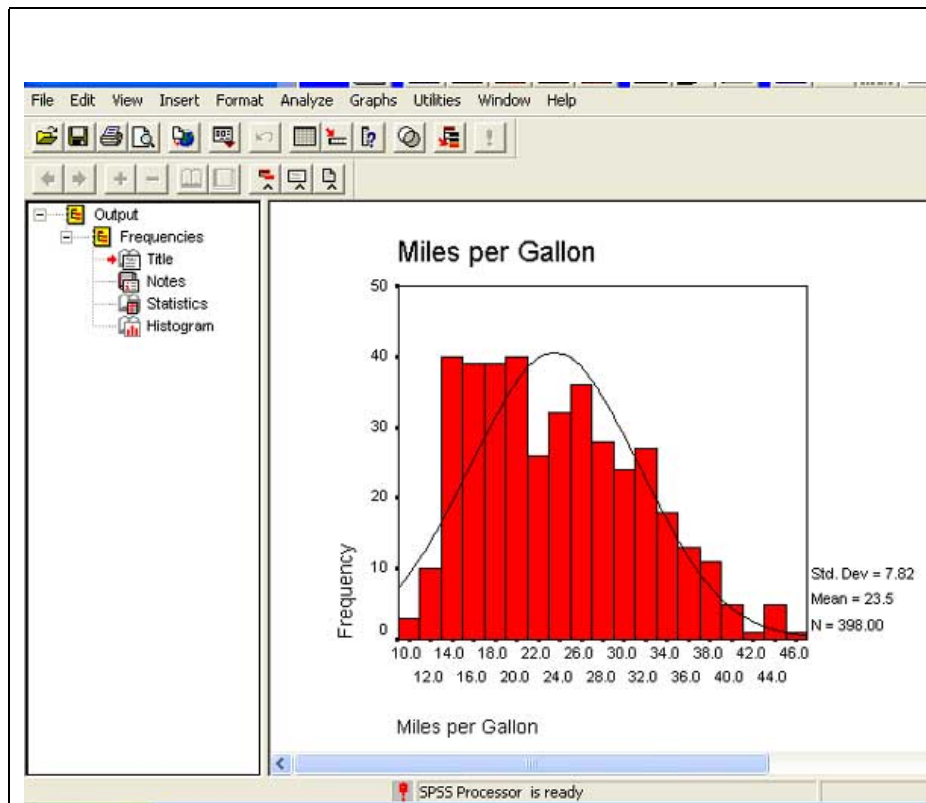 File Edit View Insert Format Analyze Graphs Utilities Window Help
Output
Frequencies
Title
Notes
Statistics
Histogram
Miles per Gallon
50
40
30
20
10
0
Frequency
Std. Dev = 7.82
Mean = 23.5
N = 398.00
10.0 14.0 18.0 22.0 26.0 30.0 34.0 38.0 42.0 46.0
12.0 16.0 20.0 24.0 28.0 32.0 36.0 40.0 44.0
Miles per Gallon
SPSS Processor is ready